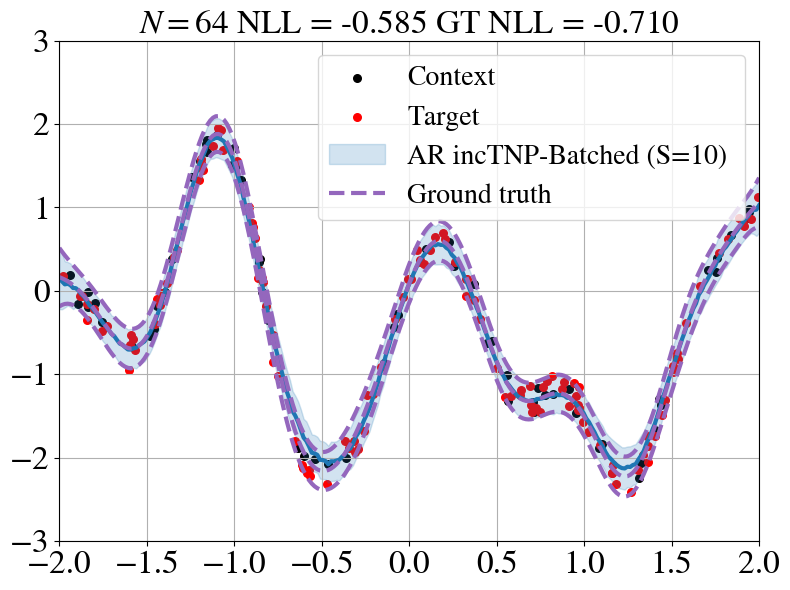 N = 64 NLL = -0.585 GT NLL = -0.710
3
2
1
0
−1
−2
−3
Context
Target
AR incTNP-Batched (S=10)
Ground truth
−2.0 −1.5 −1.0 −0.5 0.0 0.5 1.0 1.5 2.0